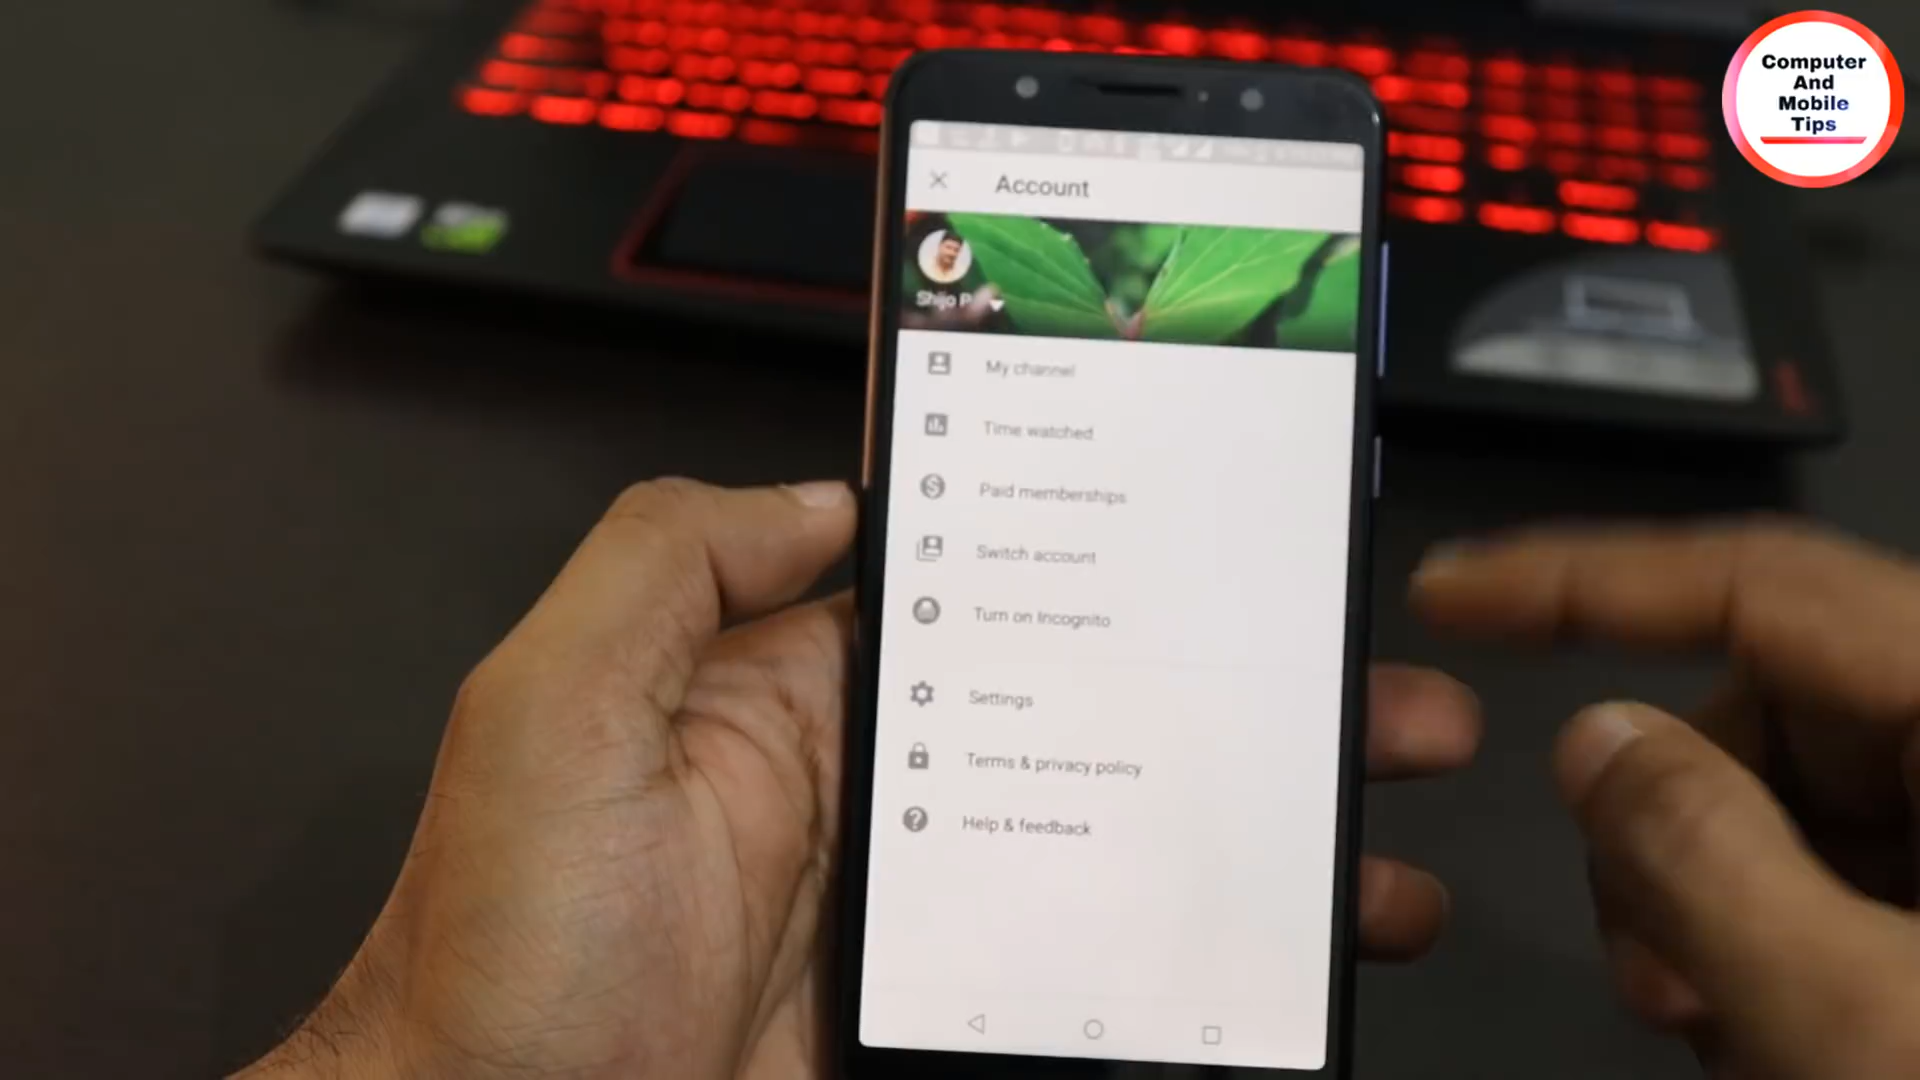 Computer
And
Mobile
Tips
Account
Shijo P
My channel
Time watched
Paid memberships
Switch account
Turn on Incognito
Settings
Terms & privacy policy
Help & feedback